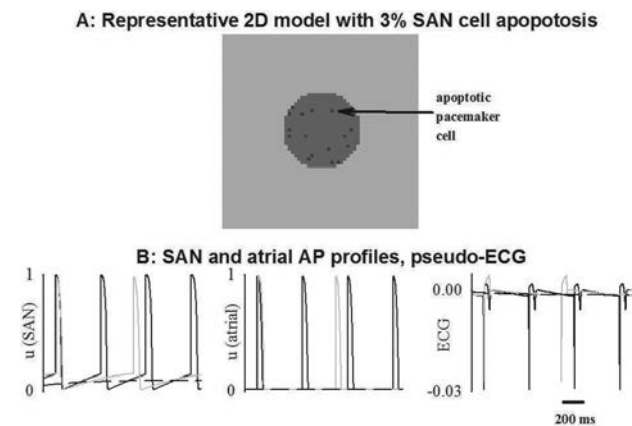 A: Representative 2D model with 3% SAN cell apopotosis
apoptotic
pacemaker
cell
B: SAN and atrial AP profiles, pseudo-ECG
1
u (SAN)
0
1
u (atrial)
0
0.00
ECG
-0.03
200 ms